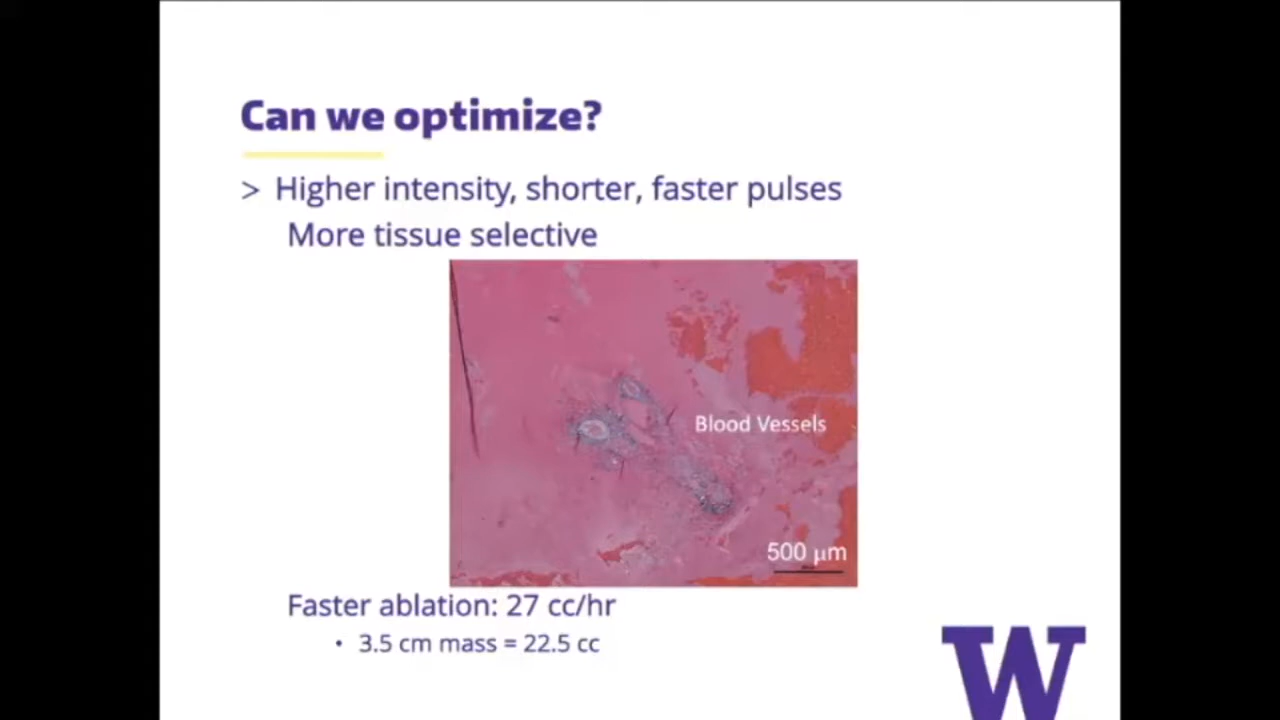 Can we optimize?
> Higher intensity, shorter, faster pulses
More tissue selective
Blood Vessels
500 μm
Faster ablation: 27 cc/hr
• 3.5 cm mass = 22.5 cc
W